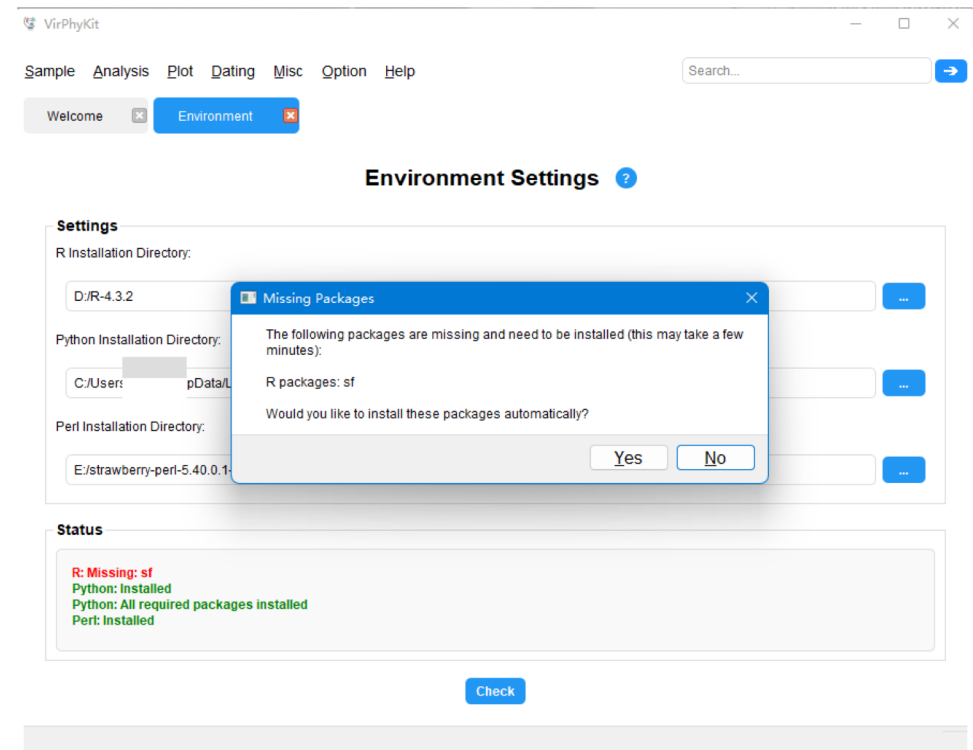 VirPhyKit
Sample Analysis Plot Dating Misc Option Help
Search...
Welcome
Environment
Environment Settings ?
Settings
R Installation Directory:
D:/R-4.3.2
...
Missing Packages
The following packages are missing and need to be installed (this may take a few
minutes):
R packages: sf
Would you like to install these packages automatically?
Yes
No
Python Installation Directory:
C:/Users pData/L
...
Perl Installation Directory:
E:/strawberry-perl-5.40.0.1-
...
Status
R: Missing: sf
Python: Installed
Python: All required packages installed
Perl: Installed
Check